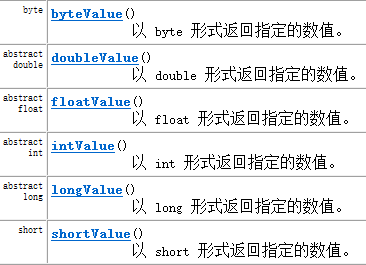 byte byteValue()
以 byte 形式返回指定的数值。
abstract doubleValue()
double
以 double 形式返回指定的数值。
abstract floatValue()
float
以 float 形式返回指定的数值。
abstract intValue()
int
以 int 形式返回指定的数值。
abstract longValue()
long
以 long 形式返回指定的数值。
short shortValue()
以 short 形式返回指定的数值。